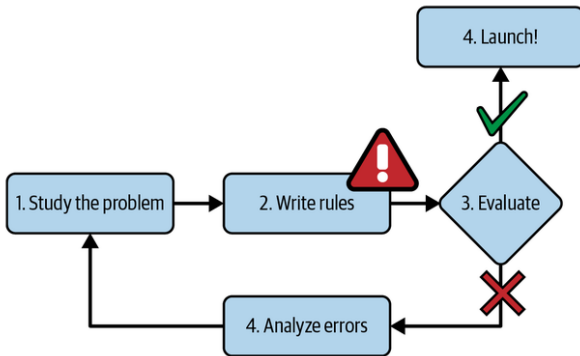 4. Launch!
1. Study the problem
2. Write rules
!
3. Evaluate
4. Analyze errors